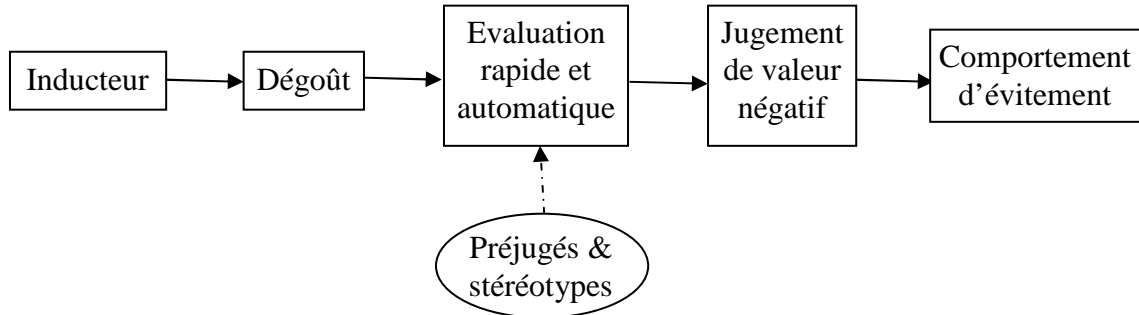 Inducteur
Dégoût
Evaluation
rapide et
automatique
Jugement
de valeur
négatif
Comportement
d’évitement
Préjugés &
stéréotypes